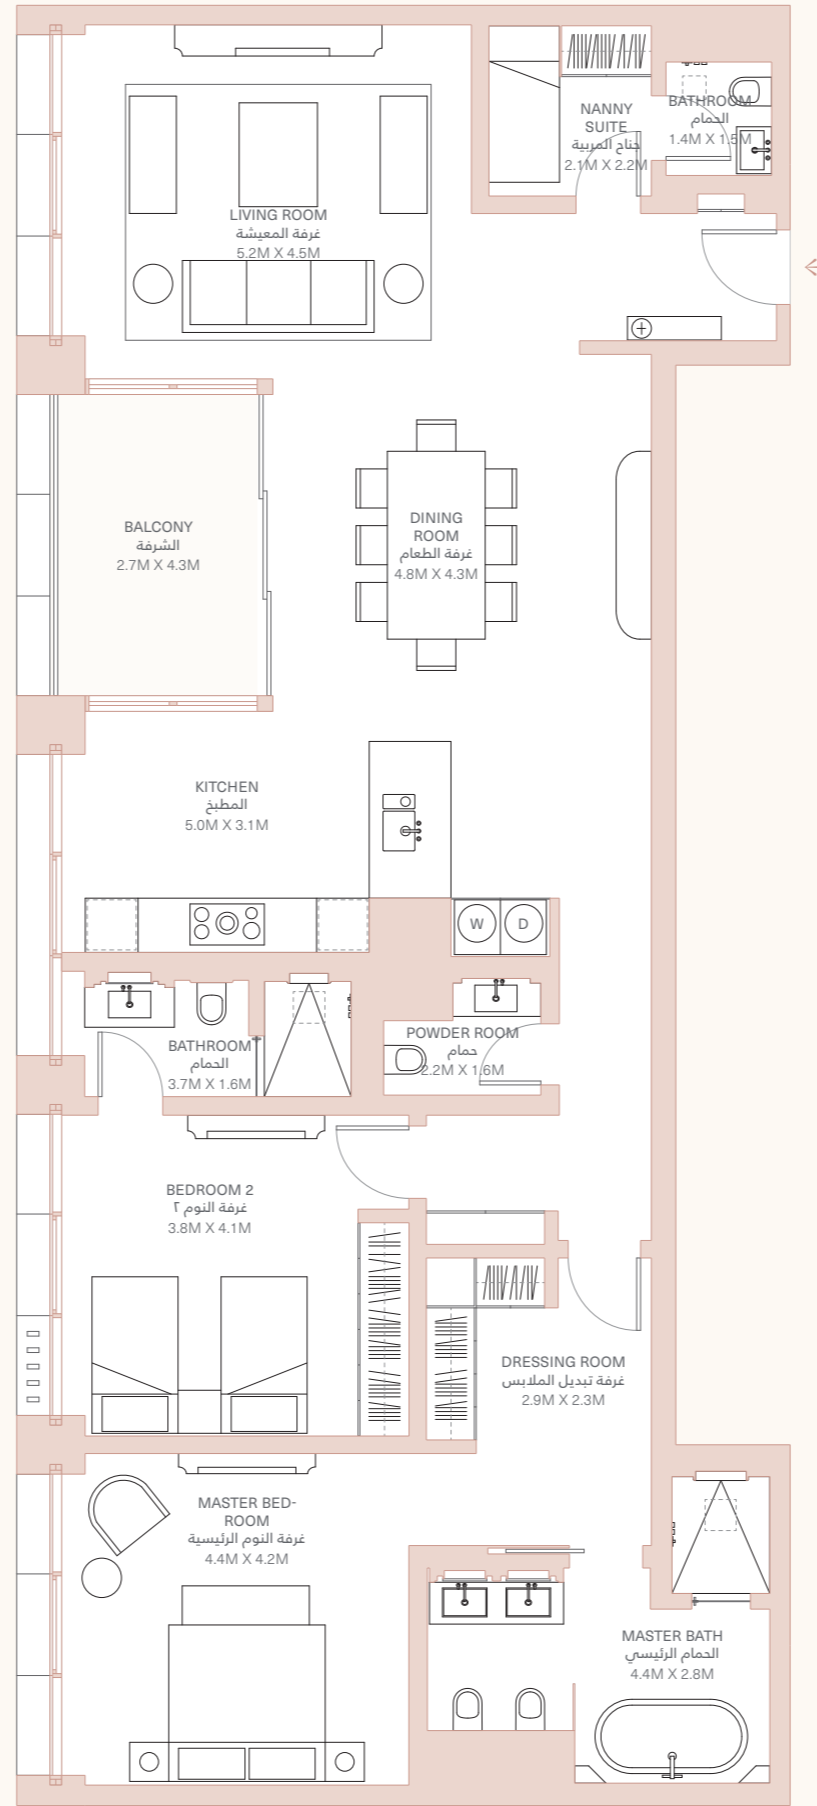 NANNY
SUITE
جناح المربية
2.1M X 2.2M
BATHROOM
الحمام
1.4M X 1.5M
LIVING ROOM
غرفة المعيشة
5.2M X 4.5M
BALCONY
الشرفة
2.7M X 4.3M
DINING
ROOM
غرفة الطعام
4.8M X 4.3M
KITCHEN
المطبخ
5.0M X 3.1M
W
D
BATHROOM
الحمام
3.7M X 1.6M
POWDER ROOM
حمام
2.2M X 1.6M
BEDROOM 2
غرفة النوم ٢
3.8M X 4.1M
DRESSING ROOM
غرفة تبديل الملابس
2.9M X 2.3M
MASTER BED-
ROOM
غرفة النوم الرئيسية
4.4M X 4.2M
MASTER BATH
الحمام الرئيسي
4.4M X 2.8M